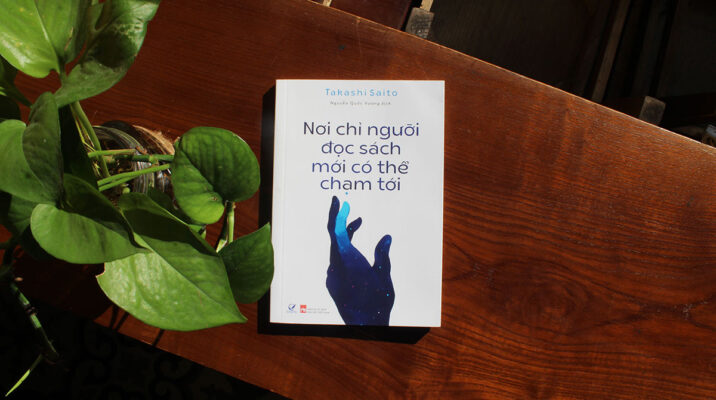 Takashi Saito
Nguyễn Quốc Vương dịch
Nơi chỉ người
đọc sách
mới có thể
chạm tới